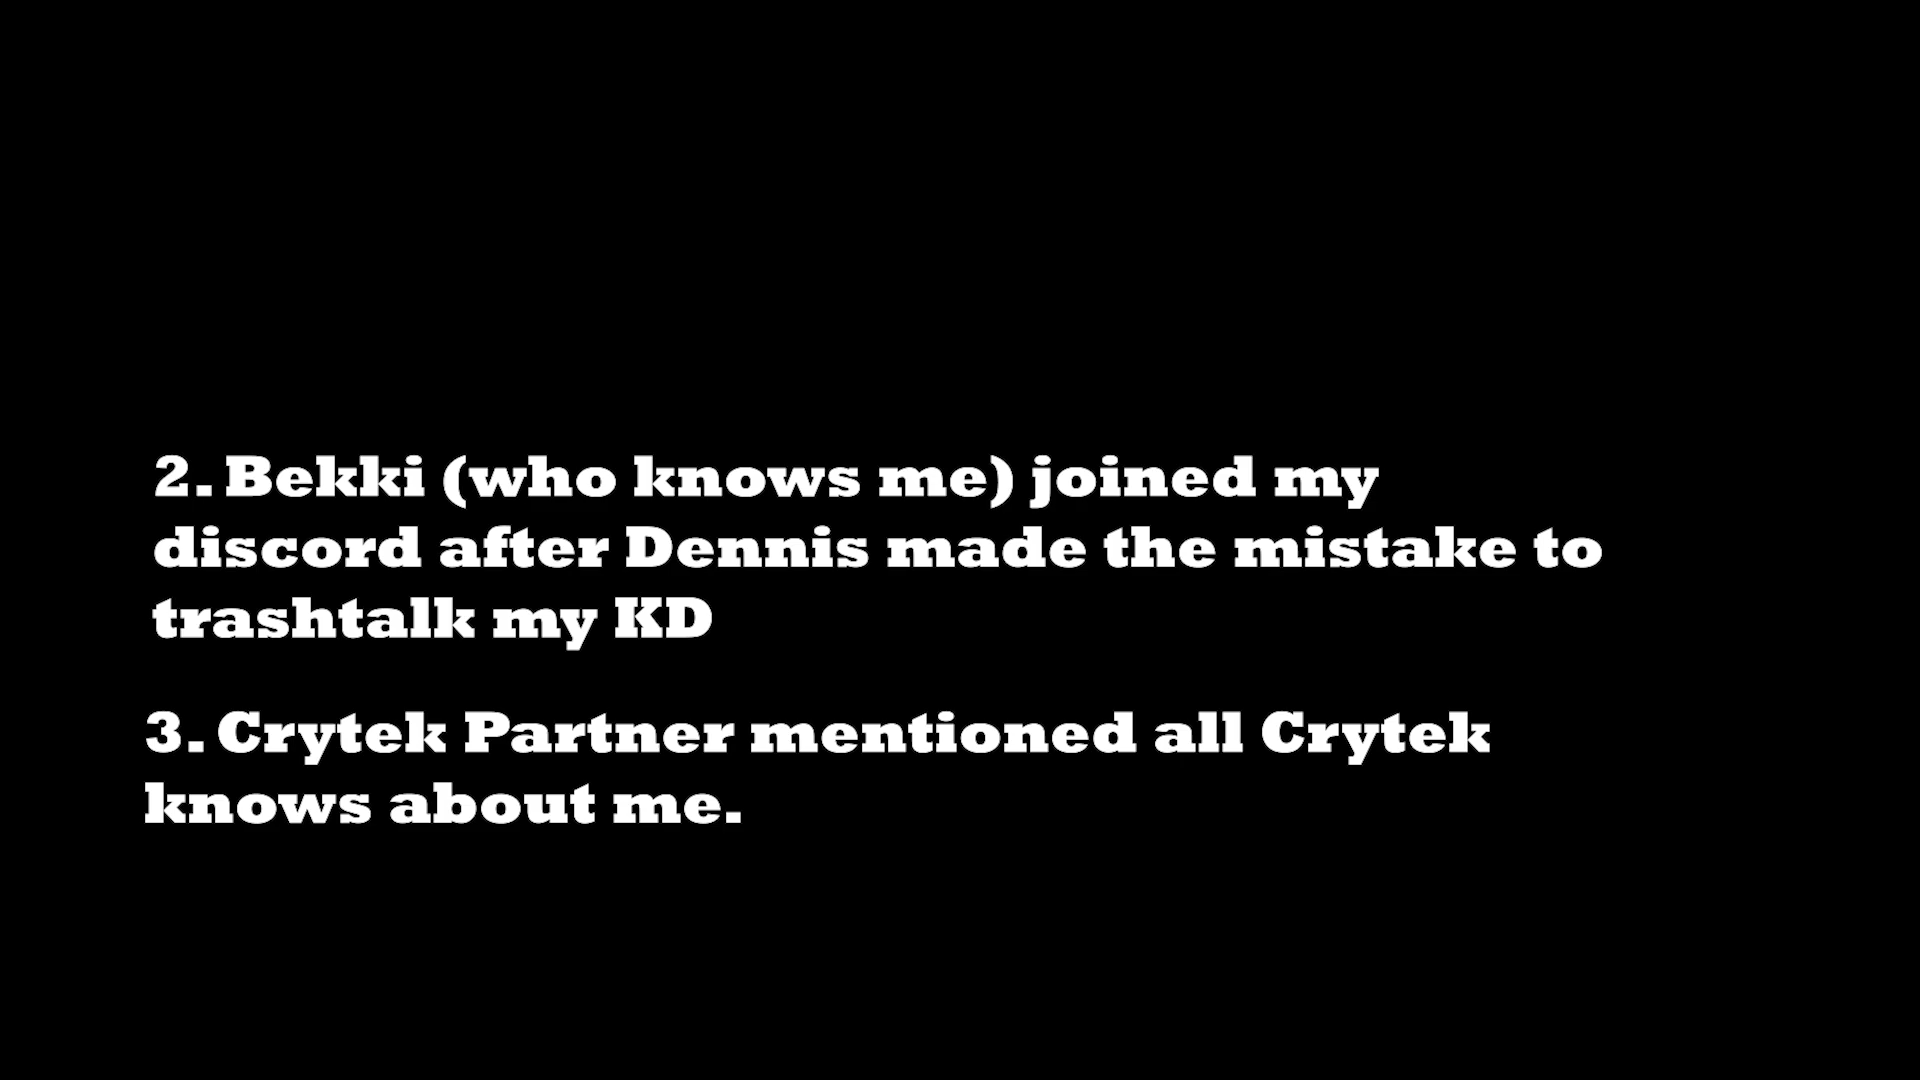 2. Bekki (who knows me) joined my
discord after Dennis made the mistake to
trashtalk my KD
3. Crytek Partner mentioned all Crytek
knows about me.